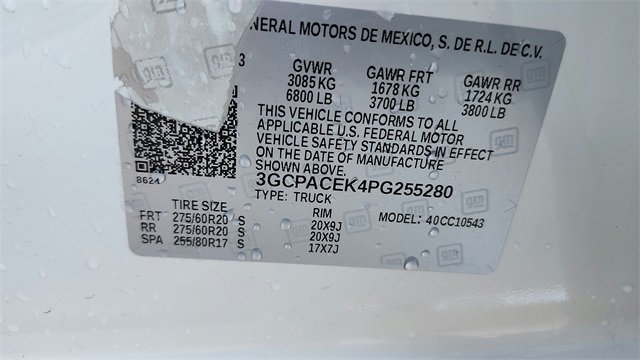 NERAL MOTORS DE MEXICO, S. DE R.L. DE C.V.
3
GVWR GAWR FRT GAWR RR
3085 KG 1678 KG 1724 KG
6800 LB 3700 LB 3800 LB
THIS VEHICLE CONFORMS TO ALL
APPLICABLE U.S. FEDERAL MOTOR
VEHICLE SAFETY STANDARDS IN EFFECT
ON THE DATE OF MANUFACTURE
SHOWN ABOVE.
3GCPACEK4PG255280
8624
TYPE: TRUCK MODEL: 40CC10543
TIRE SIZE RIM
FRT 275/60R20 S 20X9J
RR 275/60R20 S 20X9J
SPA 255/80R17 S 17X7J
gm